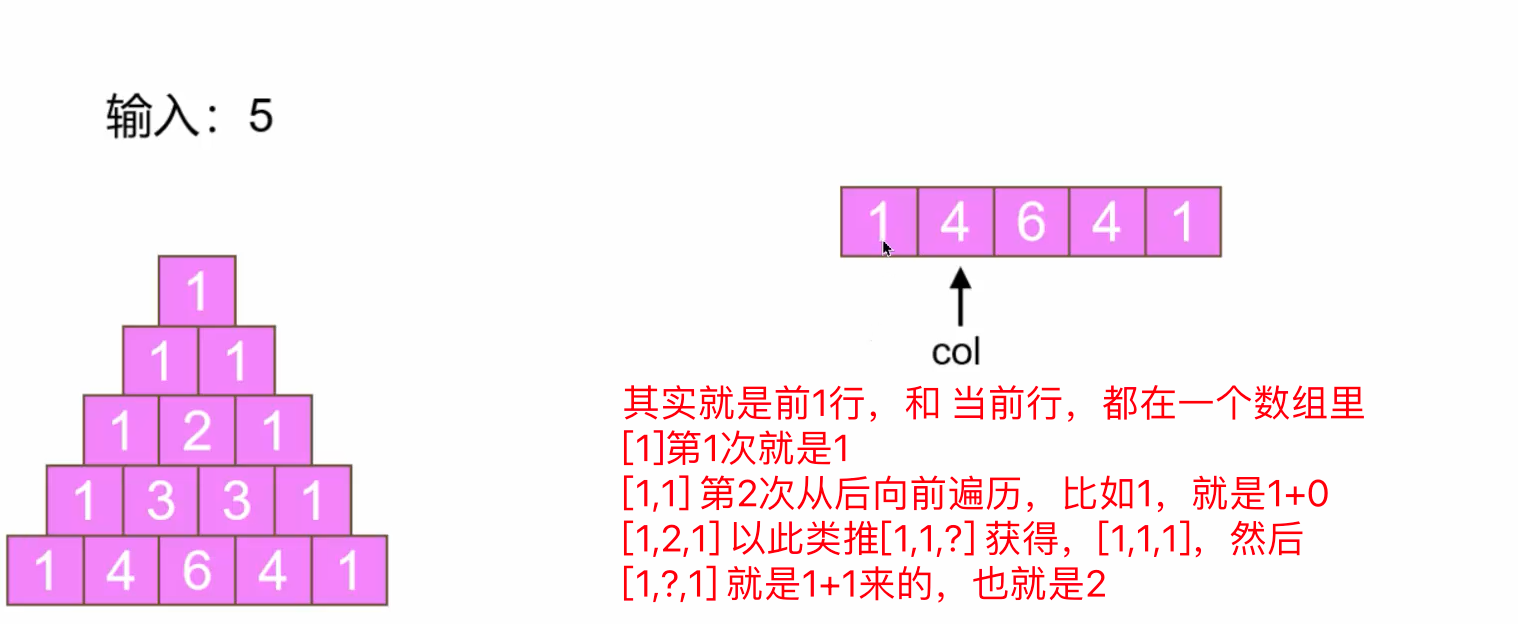 输入：5
1 4 6 4 1
col
1
1 1
1 2 1
1 3 3 1
1 4 6 4 1
其实就是前1行，和 当前行，都在一个数组里
[1]第1次就是1
[1,1] 第2次从后向前遍历，比如1，就是1+0
[1,2,1] 以此类推[1,1,?] 获得，[1,1,1]，然后
[1,?,1] 就是1+1来的，也就是2